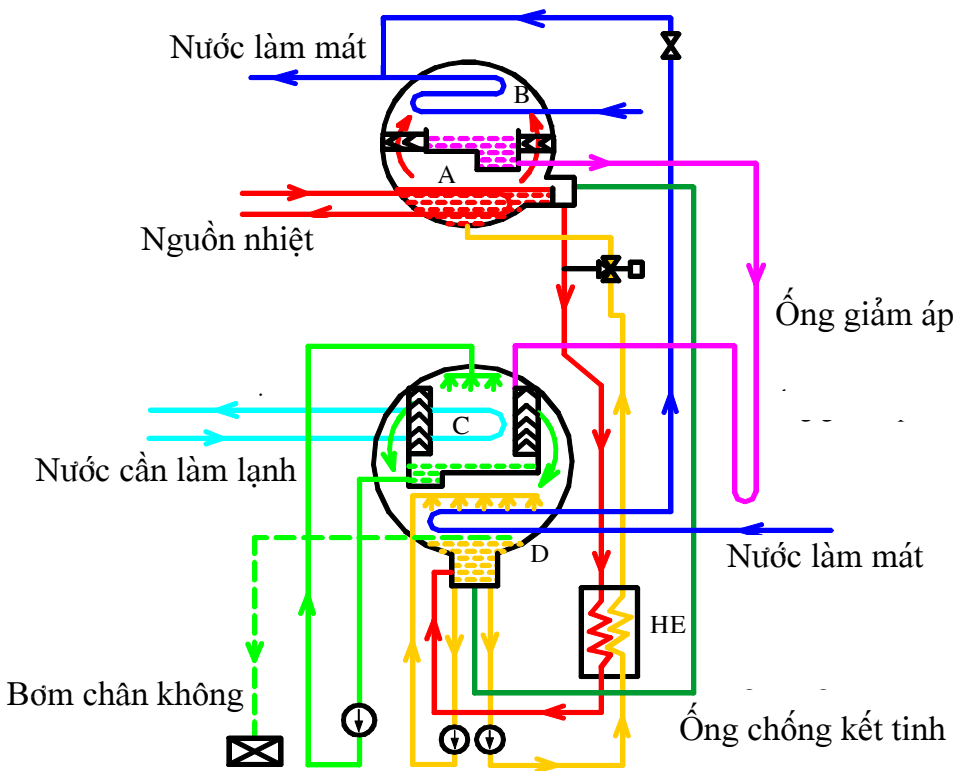 Nước làm mát
B
A
Nguồn nhiệt
Ống giảm áp
C
Nước cần làm lạnh
D
Nước làm mát
HE
Bơm chân không
Ống chống kết tinh